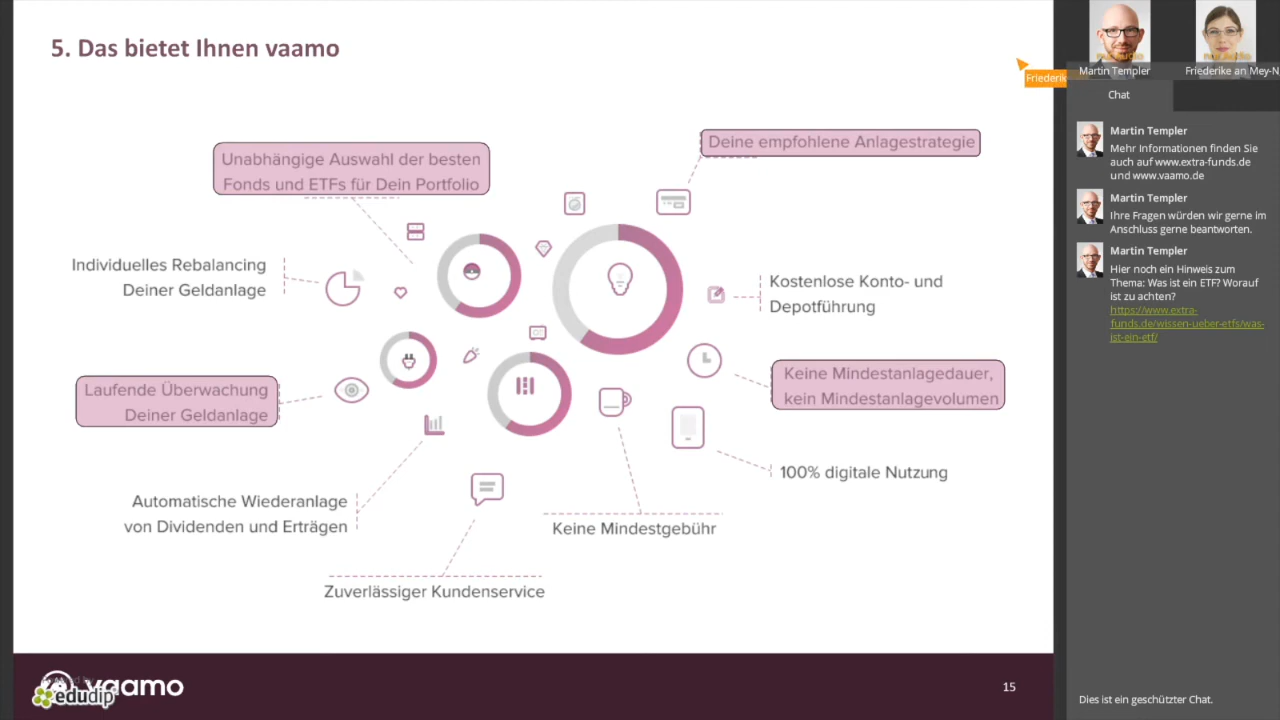 5. Das bietet Ihnen vaamo
Unabhängige Auswahl der besten
Fonds und ETFs für Dein Portfolio
Deine empfohlene Anlagestrategie
Individuelles Rebalancing
Deiner Geldanlage
Kostenlose Konto- und
Depotführung
Laufende Überwachung
Deiner Geldanlage
Keine Mindestanlagedauer,
kein Mindestanlagevolumen
100% digitale Nutzung
Automatische Wiederanlage
von Dividenden und Erträgen
Keine Mindestgebühr
Zuverlässiger Kundenservice
vaamo
edudip
15
Friederik
Martin Templer
Friederike an Mey-N
Chat
Martin Templer
Mehr Informationen finden Sie
auch auf www.extra-funds.de
und www.vaamo.de
Martin Templer
Ihre Fragen würden wir gerne im
Anschluss gerne beantworten.
Martin Templer
Hier noch ein Hinweis zum
Thema: Was ist ein ETF? Worauf
ist zu achten?
https://www.extra-
funds.de/wissen-ueber-etfs/was-
ist-ein-etf/
Dies ist ein geschützter Chat.